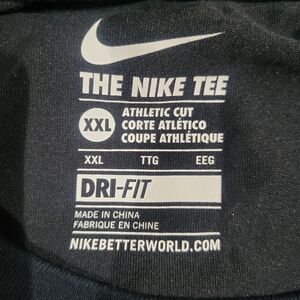 THE NIKE TEE
XXL
ATHLETIC CUT
CORTE ATLÉTICO
COUPE ATHLÉTIQUE
XXL TTG EEG
DRI-FIT
MADE IN CHINA
FABRIQUE EN CHINE
NIKEBETTERWORLD.COM